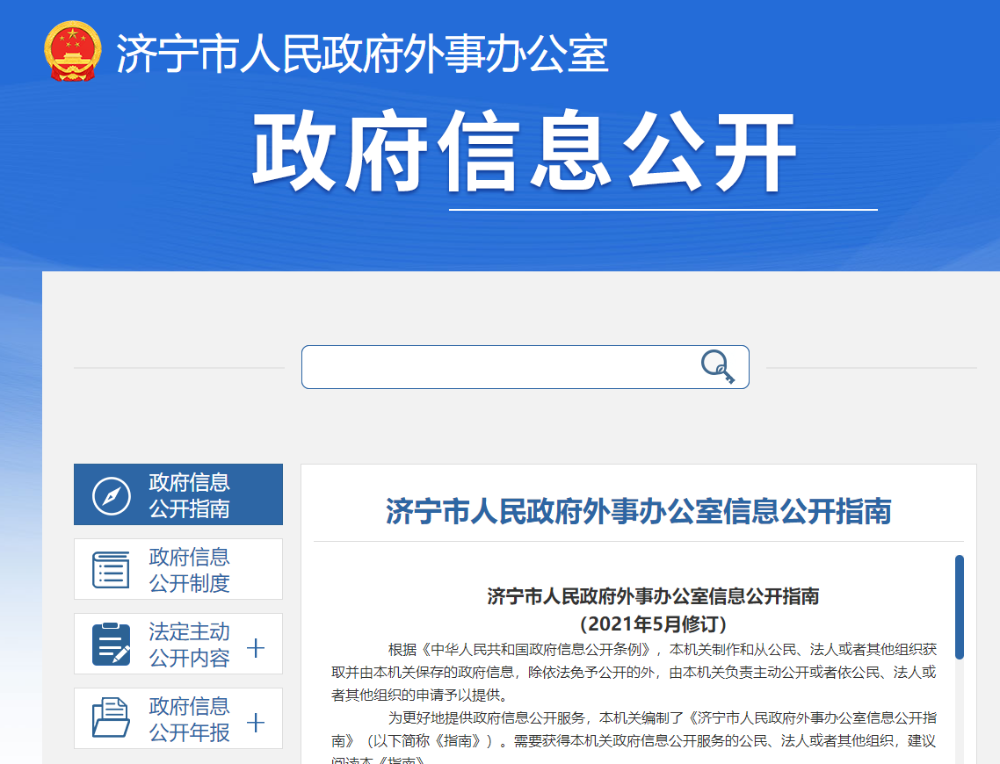 济宁市人民政府外事办公室
政府信息公开
政府信息
公开指南
政府信息
公开制度
法定主动
公开内容
政府信息
公开年报
济宁市人民政府外事办公室信息公开指南
济宁市人民政府外事办公室信息公开指南
（2021年5月修订）
根据《中华人民共和国政府信息公开条例》，本机关制作和从公民、法人或者其他组织获
取并由本机关保存的政府信息，除依法免予公开的外，由本机关负责主动公开或者依公民、法人或
者其他组织的申请予以提供。
为更好地提供政府信息公开服务，本机关编制了《济宁市人民政府外事办公室信息公开指
南》（以下简称《指南》）。需要获得本机关政府信息公开服务的公民、法人或者其他组织，建议
阅读本《指南》